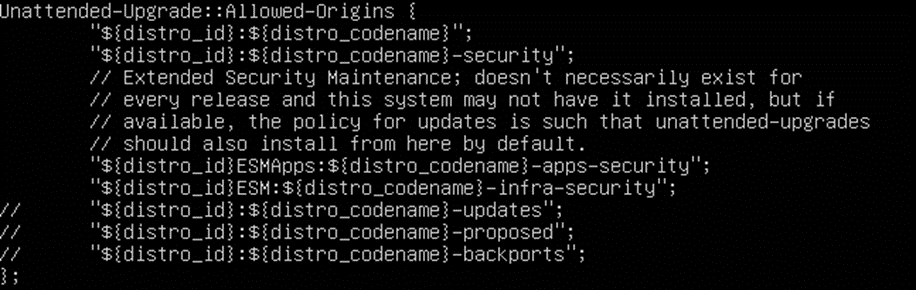 Unattended-Upgrade::Allowed-Origins {
        "${distro_id}:${distro_codename}";
        "${distro_id}:${distro_codename}-security";
        // Extended Security Maintenance; doesn't necessarily exist for
        // every release and this system may not have it installed, but if
        // available, the policy for updates is such that unattended-upgrades
        // should also install from here by default.
        "${distro_id}ESMApps:${distro_codename}-apps-security";
        "${distro_id}ESM:${distro_codename}-infra-security";
//      "${distro_id}:${distro_codename}-updates";
//      "${distro_id}:${distro_codename}-proposed";
//      "${distro_id}:${distro_codename}-backports";
};